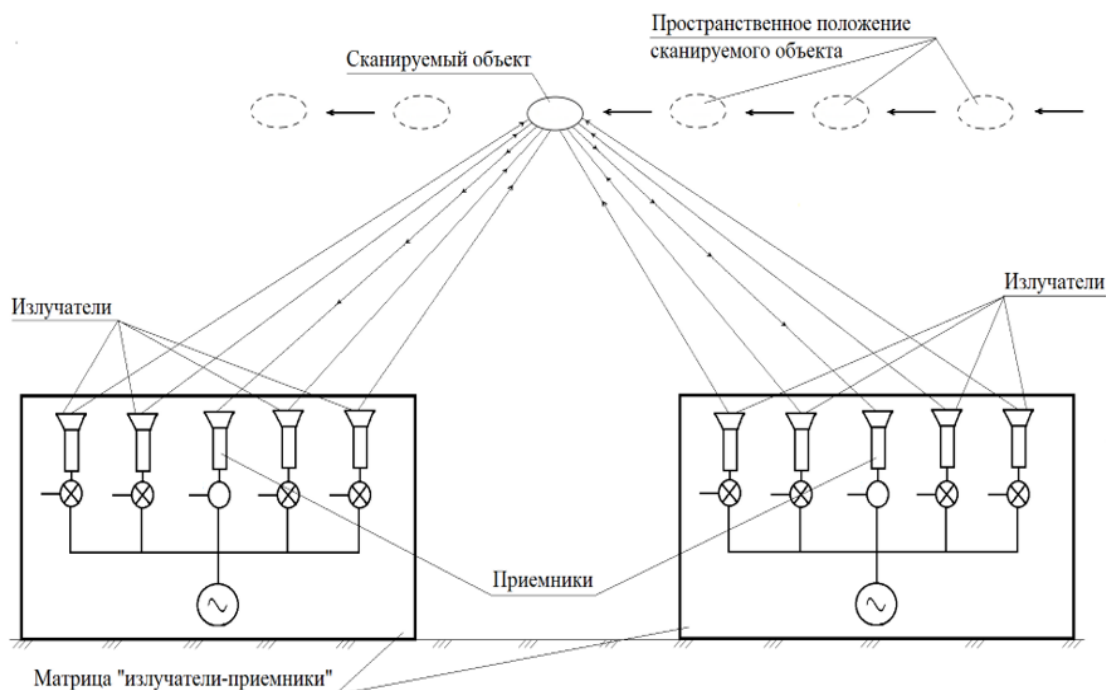 Пространственное положение
сканируемого объекта
Сканируемый объект
Излучатели
Излучатели
Приемники
Матрица "излучатели-приемники"